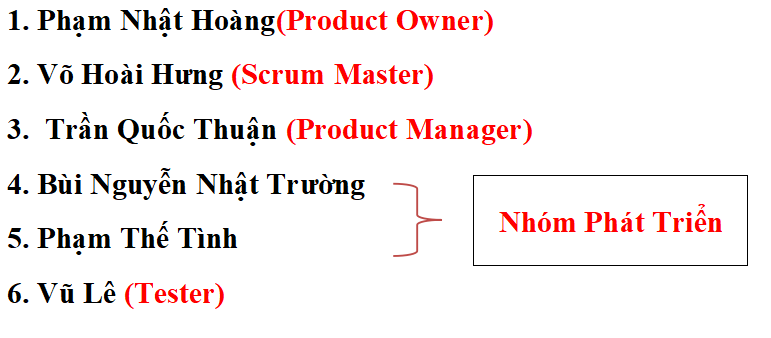 1. Phạm Nhật Hoàng(Product Owner)
2. Võ Hoài Hưng (Scrum Master)
3. Trần Quốc Thuận (Product Manager)
4. Bùi Nguyễn Nhật Trường
5. Phạm Thế Tình
Nhóm Phát Triển
6. Vũ Lê (Tester)